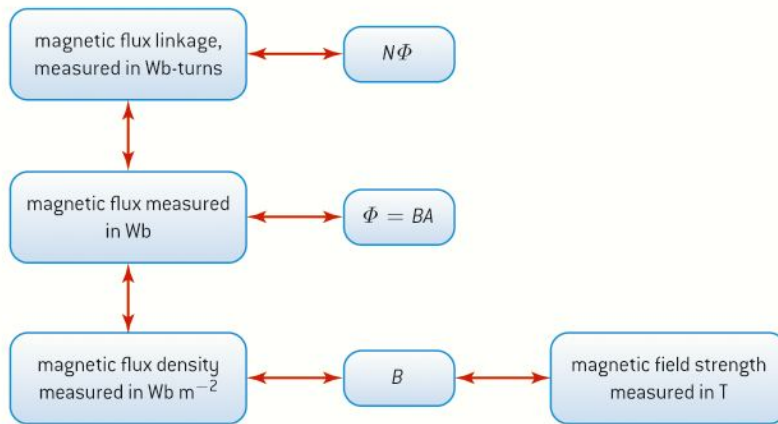 magnetic flux linkage,
measured in Wb-turns
NΦ
magnetic flux measured
in Wb
Φ = BA
magnetic flux density
measured in Wb m⁻²
B
magnetic field strength
measured in T